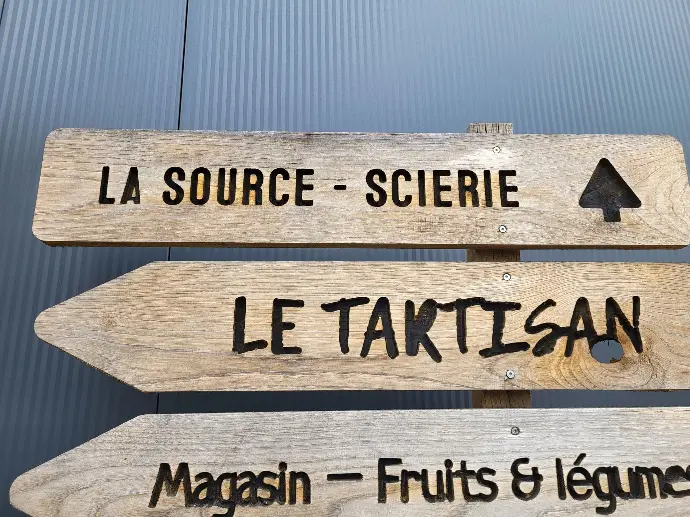 LA SOURCE - SCIERIE
LE TARTISAN
Magasin — Fruits & légumes